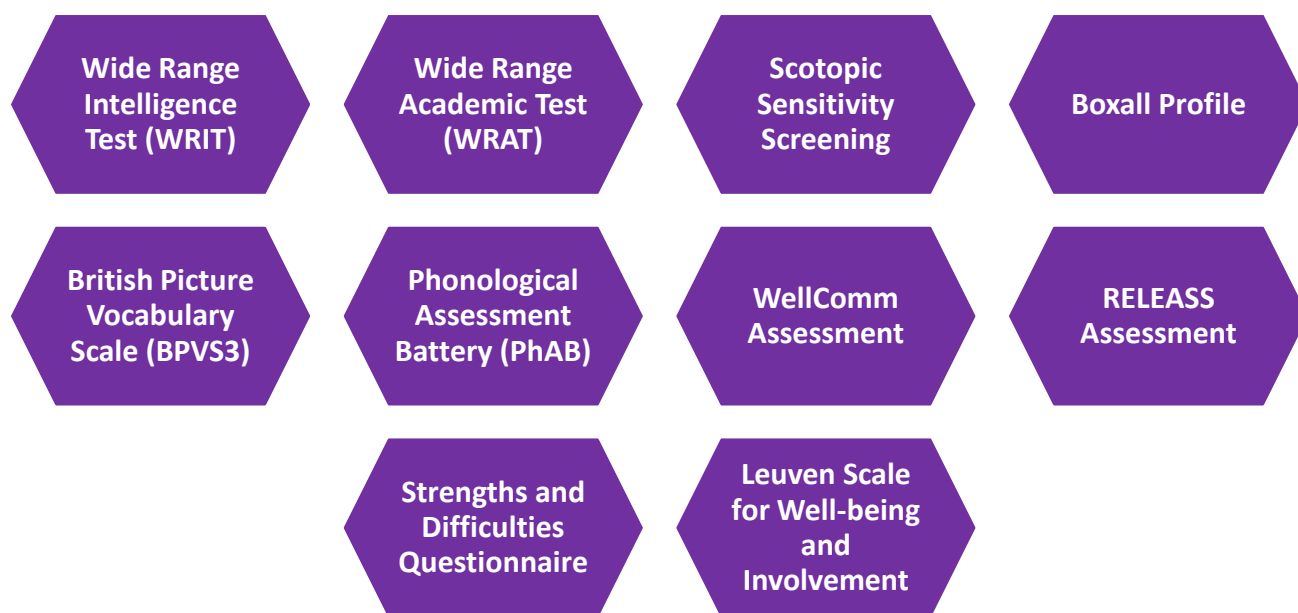 Wide Range
Intelligence
Test (WRIT)
Wide Range
Academic Test
(WRAT)
Scotopic
Sensitivity
Screening
Boxall Profile
British Picture
Vocabulary
Scale (BPVS3)
Phonological
Assessment
Battery (PhAB)
WellComm
Assessment
RELEASS
Assessment
Strengths and
Difficulties
Questionnaire
Leuven Scale
for Well-being
and
Involvement